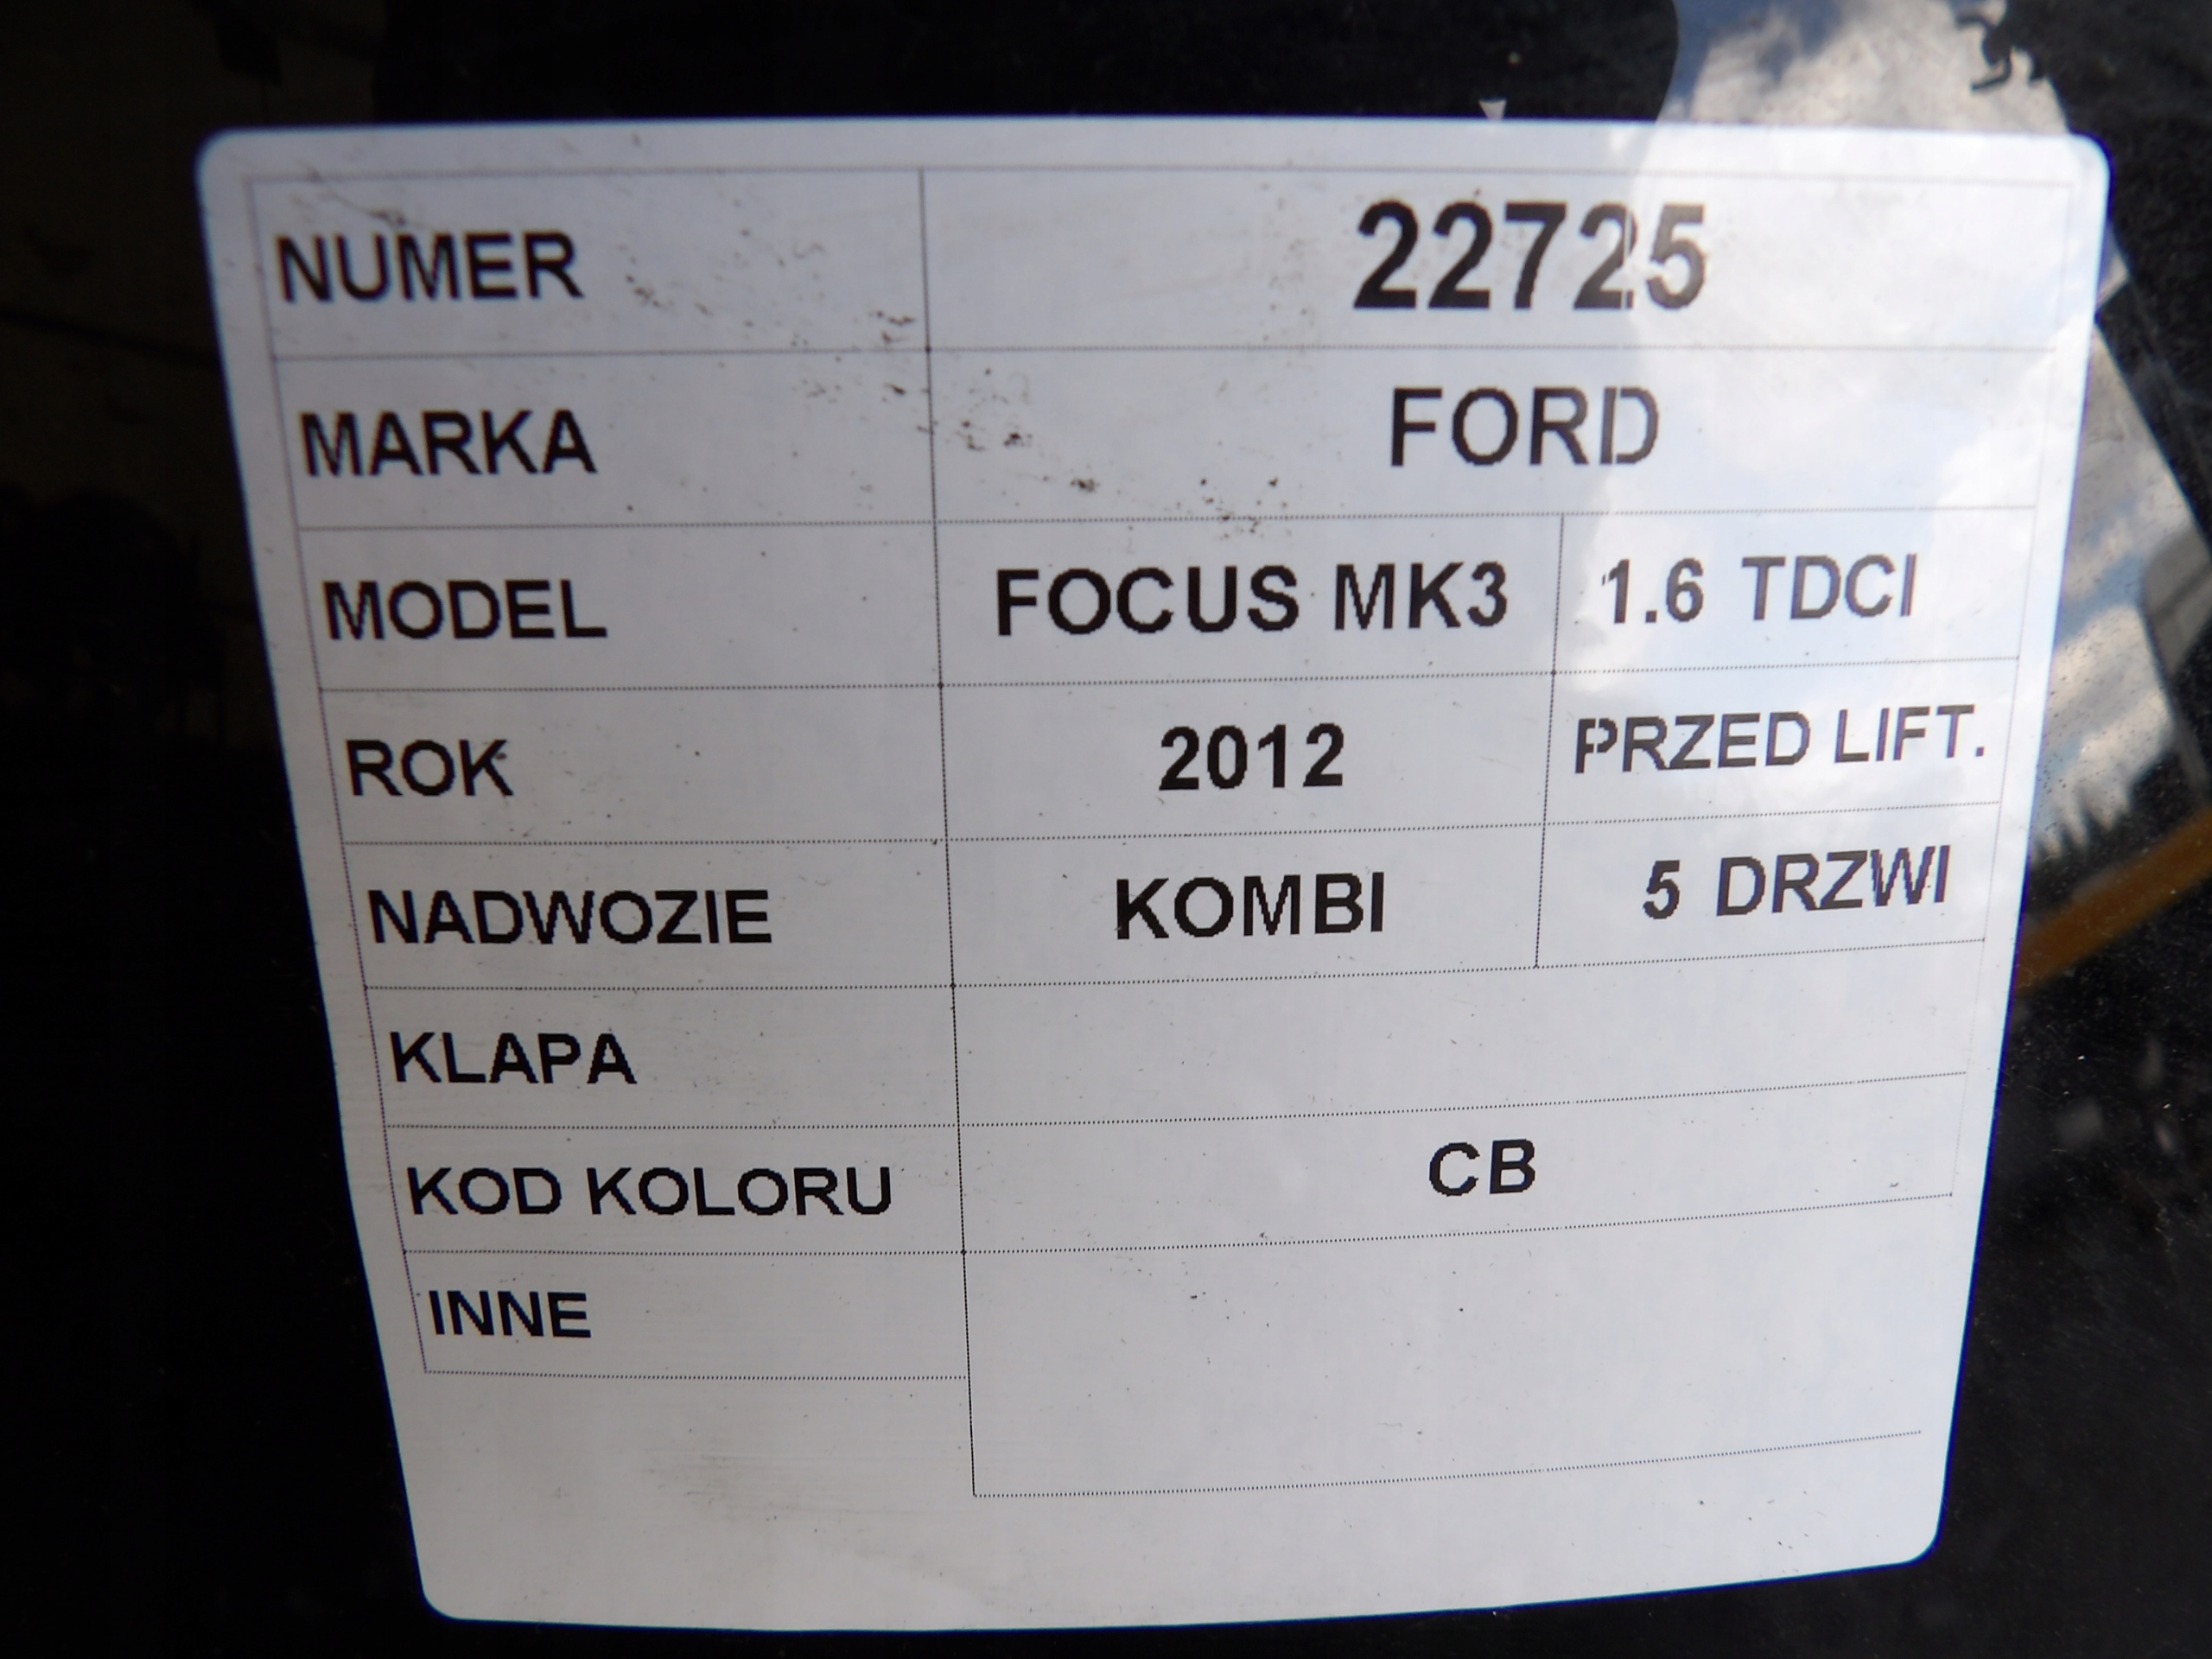 NUMER 22725
MARKA FORD
MODEL FOCUS MK3 1.6 TDCI
ROK 2012 PRZED LIFT.
NADWOZIE KOMBI 5 DRZWI
KLAPA
KOD KOLORU CB
INNE